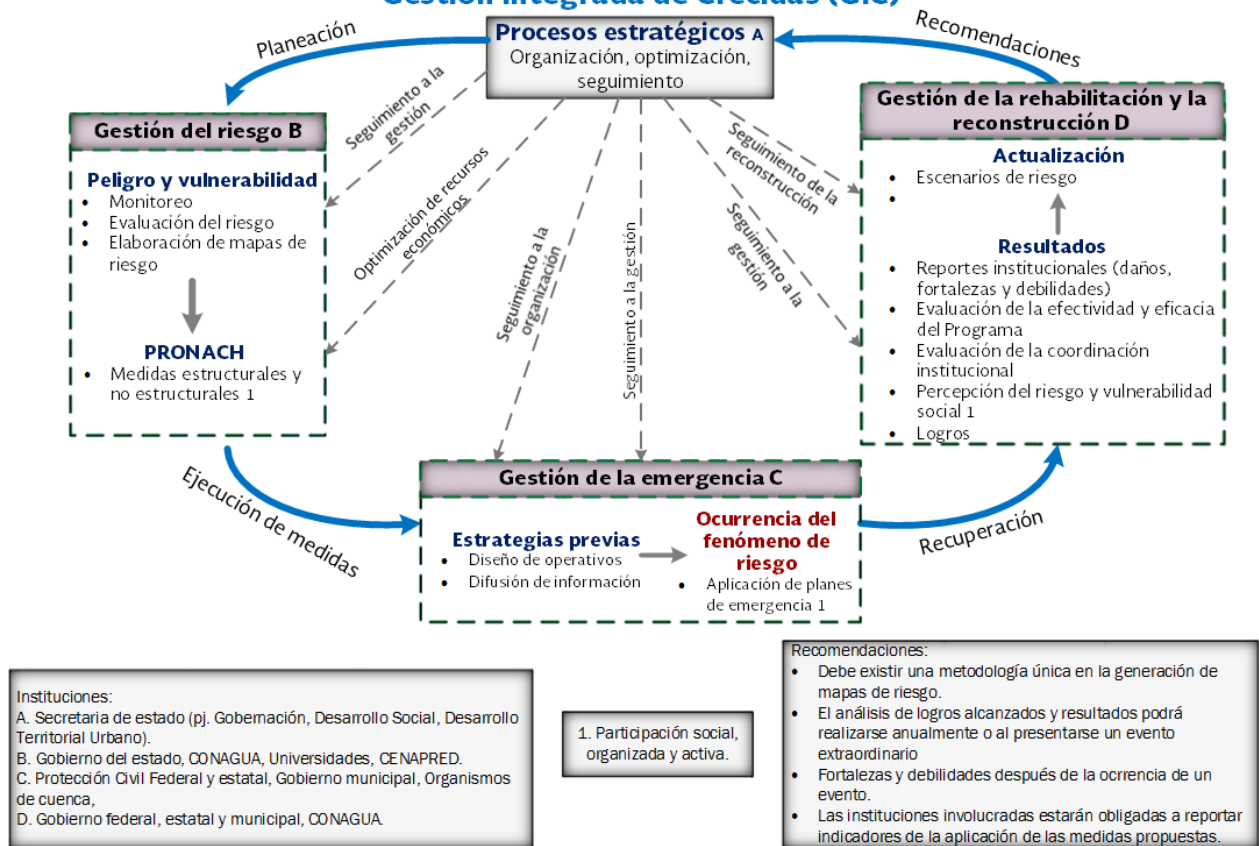 Gestión Integrada de Crecidas (GIC)
Procesos estratégicos A
Organización, optimización,
seguimiento
Planeación
Recomendaciones
Gestión del riesgo B
Peligro y vulnerabilidad
• Monitoreo
• Evaluación del riesgo
• Elaboración de mapas de
riesgo
PRONACH
• Medidas estructurales y
no estructurales 1
Seguimiento a la
gestión
Optimización de recursos
económicos
Seguimiento a la
organización
Seguimiento a la gestión
Seguimiento de la
reconstrucción
Seguimiento a la
gestión
Gestión de la rehabilitación y la
reconstrucción D
Actualización
• Escenarios de riesgo
•
Resultados
• Reportes institucionales (daños,
fortalezas y debilidades)
• Evaluación de la efectividad y eficacia
del Programa
• Evaluación de la coordinación
institucional
• Percepción del riesgo y vulnerabilidad
social 1
• Logros
Ejecución de
medidas
Gestión de la emergencia C
Estrategias previas
• Diseño de operativos
• Difusión de información
Ocurrencia del
fenómeno de
riesgo
• Aplicación de planes
de emergencia 1
Recuperación
Instituciones:
A. Secretaria de estado (pj. Gobernación, Desarrollo Social, Desarrollo
Territorial Urbano).
B. Gobierno del estado, CONAGUA, Universidades, CENAPRED.
C. Protección Civil Federal y estatal, Gobierno municipal, Organismos
de cuenca,
D. Gobierno federal, estatal y municipal, CONAGUA.
1. Participación social,
organizada y activa.
Recomendaciones:
• Debe existir una metodología única en la generación de
mapas de riesgo.
• El análisis de logros alcanzados y resultados podrá
realizarse anualmente o al presentarse un evento
extraordinario
• Fortalezas y debilidades después de la ocrrencia de un
evento.
• Las instituciones involucradas estarán obligadas a reportar
indicadores de la aplicación de las medidas propuestas.